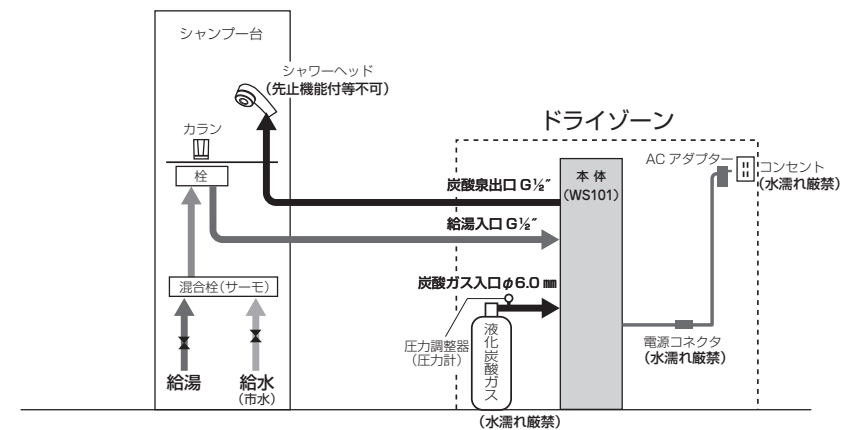 シャンプー台
シャワーヘッド
（先止機能付等不可）
カラン
栓
混合栓（サーモ）
給湯
給水
（市水）
ドライゾーン
炭酸泉出口 G½″
給湯入口 G½″
炭酸ガス入口φ6.0 ㎜
圧力調整器
（圧力計）
液化炭酸ガス
（水濡れ厳禁）
本 体
（WS101）
AC アダプター
コンセント
（水濡れ厳禁）
電源コネクタ
（水濡れ厳禁）